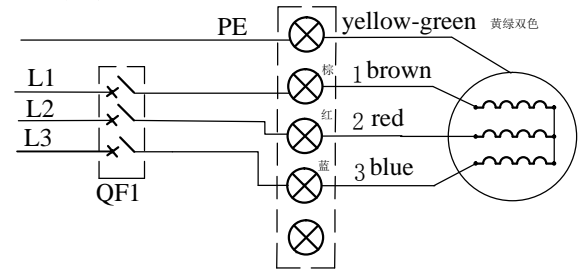 PE
yellow-green 黄绿双色
L1
棕
1 brown
L2
红
2 red
L3
蓝
3 blue
QF1